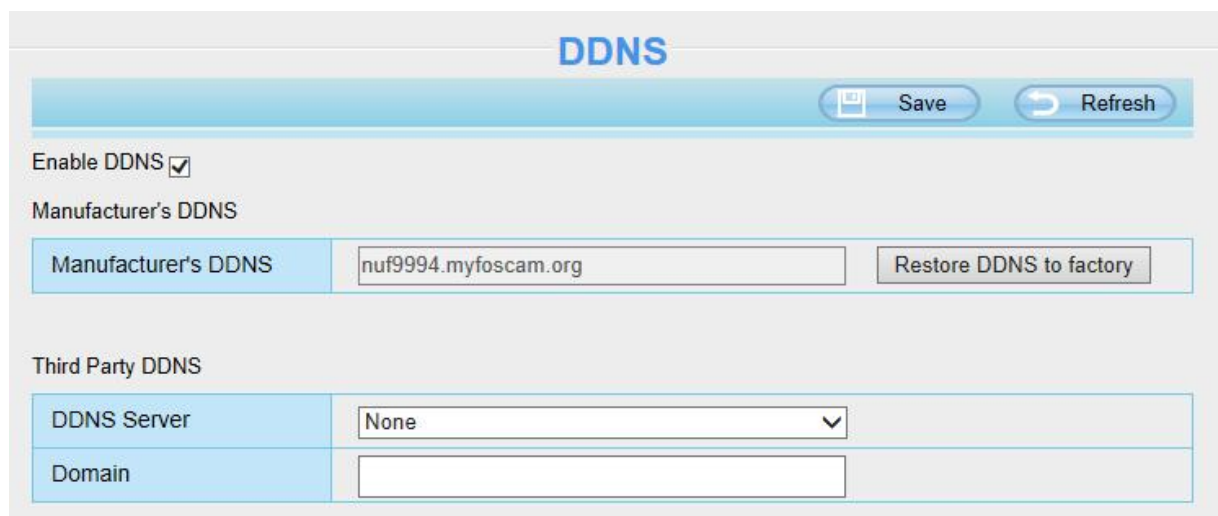 DDNS
Save Refresh
Enable DDNS
Manufacturer's DDNS
Manufacturer's DDNS nuf9994.myfoscam.org Restore DDNS to factory
Third Party DDNS
DDNS Server None
Domain